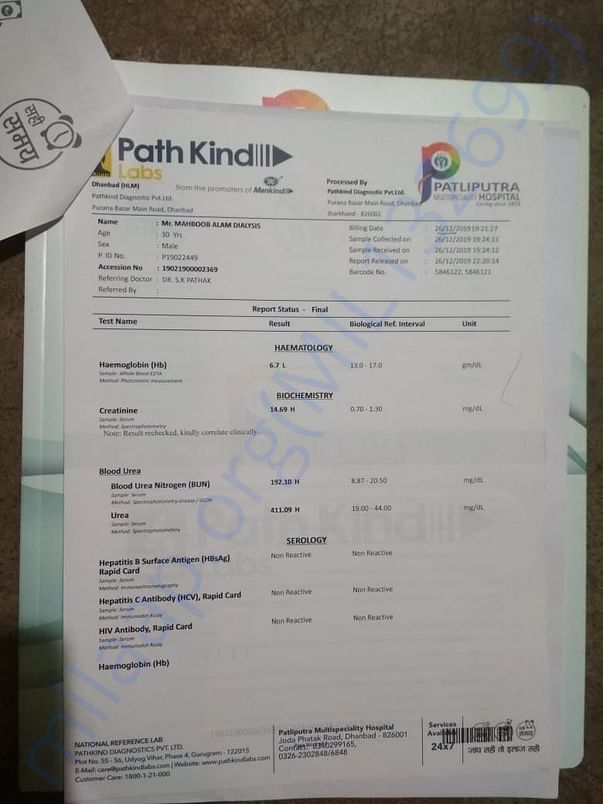 सही
समय
Path Kind
Labs
Dhanbad (HLM)
from the promoters of Mankind
Pathkind Diagnostic Pvt.Ltd.
Purana Bazar Main Road, Dhanbad
Processed By
Pathkind Diagnostic Pvt.Ltd.
Purana Bazar Main Road, Dhanbad
Jharkhand - 826001
PATLIPUTRA
MULTISPECIALITY HOSPITAL
Caring since
Name : Mr. MAHBOOB ALAM DIALYSIS
Age : 30 Yrs
Sex : Male
P. ID No. : P19022449
Accession No : 19021900002369
Referring Doctor : DR. S.K PATHAK
Referred By :
Billing Date : 26/12/2019 19:21:27
Sample Collected on : 26/12/2019 19:24:11
Sample Received on : 26/12/2019 19:24:12
Report Released on : 26/12/2019 22:20:14
Barcode No. : 5846122, 5846121
Report Status - Final
Test Name Result Biological Ref. Interval Unit
HAEMATOLOGY
Haemoglobin (Hb) 6.7 L 13.0 - 17.0 gm/dL
Sample: Whole Blood EDTA
Method: Photometric measurement
BIOCHEMISTRY
Creatinine 14.69 H 0.70 - 1.30 mg/dL
Sample: Serum
Method: Spectrophotometry
Note: Result rechecked, kindly correlate clinically.
Blood Urea
Blood Urea Nitrogen (BUN) 192.10 H 8.87 - 20.50 mg/dL
Sample: Serum
Method: Spectrophotometry-Urease / GLDH
Urea 411.09 H 19.00 - 44.00 mg/dL
Sample: Serum
Method: Spectrophotometery
SEROLOGY
Hepatitis B Surface Antigen (HBsAg) Non Reactive Non Reactive
Rapid Card
Sample: Serum
Method: Immunochromatography
Hepatitis C Antibody (HCV), Rapid Card Non Reactive Non Reactive
Sample: Serum
Method: Immunodot Assay
HIV Antibody, Rapid Card Non Reactive Non Reactive
Sample: Serum
Method: Immunodot Assay
Haemoglobin (Hb)
NATIONAL REFERENCE LAB
PATHKIND DIAGNOSTICS PVT. LTD.
Plot No. 55 - 56, Udyog Vihar, Phase 4, Gurugram - 122015
E-Mail: care@pathkindlabs.com | Website: www.pathkindlabs.com
Customer Care: 1800-1-21-000
Patliputra Multispeciality Hospital
Joda Phatak Road, Dhanbad - 826001
0326-2302848/6848
Services
24x7
जांच सही तो इलाज सही